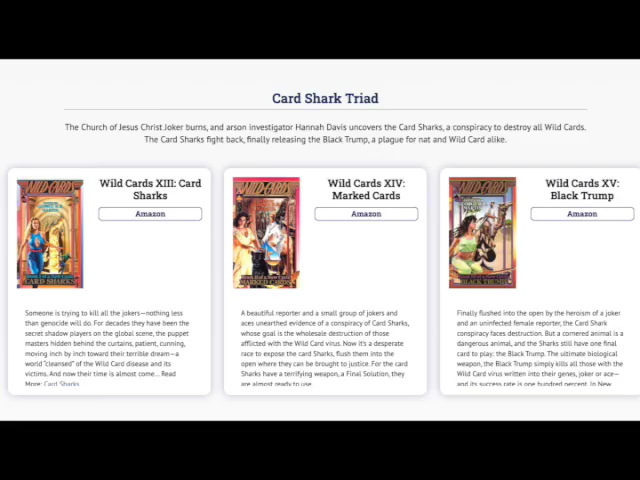 Card Shark Triad
The Church of Jesus Christ Joker burns, and arson investigator Hannah Davis uncovers the Card Sharks, a conspiracy to destroy all Wild Cards.
The Card Sharks fight back, finally releasing the Black Trump, a plague for nat and Wild Card alike.
WILD CARDS
CARD SHARKS
Wild Cards XIII: Card
Sharks
Amazon
Someone is trying to kill all the jokers—nothing less
than genocide will do. For decades they have been the
secret shadow players on the global scene, the puppet
masters hidden behind the curtains, patient, cunning,
moving inch by inch toward their terrible dream—a
world "cleansed" of the Wild Card disease and its
victims. And now their time is almost come... Read
More: Card Sharks
WILD CARDS
MARKED CARDS
Wild Cards XIV:
Marked Cards
Amazon
A beautiful reporter and a small group of jokers and
aces unearthed evidence of a conspiracy of Card Sharks,
whose goal is the wholesale destruction of those
afflicted with the Wild Card virus. Now it's a desperate
race to expose the Card Sharks, flush them into the
open where they can be brought to justice. For the card
Sharks have a terrifying weapon, a Final Solution, they
are almost ready to use.
WILD CARDS
BLACK TRUMP
Wild Cards XV:
Black Trump
Amazon
Finally flushed into the open by the heroism of a joker
and an uninfected female reporter, the Card Shark
conspiracy faces destruction. But a cornered animal is a
dangerous animal, and the Sharks still have one final
card to play: the Black Trump. The ultimate biological
weapon, the Black Trump simply kills all those with the
Wild Card virus written into their genes, joker or ace—
and its success rate is one hundred percent. In New